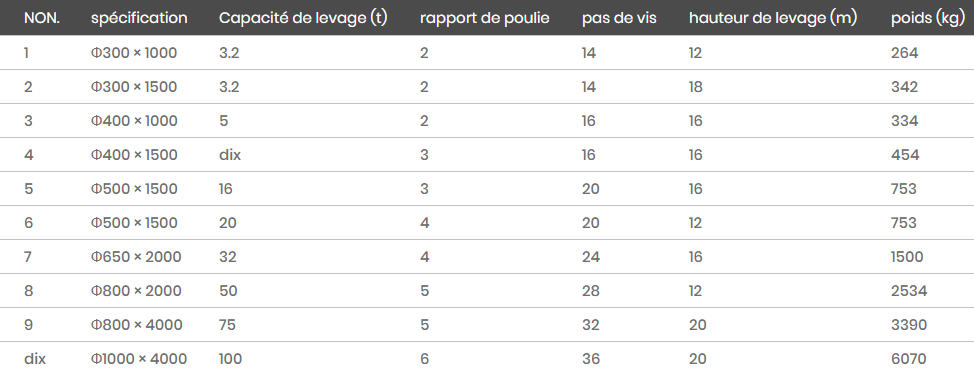 NON. spécification Capacité de levage (t) rapport de poulie pas de vis hauteur de levage (m) poids (kg)
1 Φ300 × 1000 3.2 2 14 12 264
2 Φ300 × 1500 3.2 2 14 18 342
3 Φ400 × 1000 5 2 16 16 334
4 Φ400 × 1500 dix 3 16 16 454
5 Φ500 × 1500 16 3 20 16 753
6 Φ500 × 1500 20 4 20 12 753
7 Φ650 × 2000 32 4 24 16 1500
8 Φ800 × 2000 50 5 28 12 2534
9 Φ800 × 4000 75 5 32 20 3390
dix Φ1000 × 4000 100 6 36 20 6070